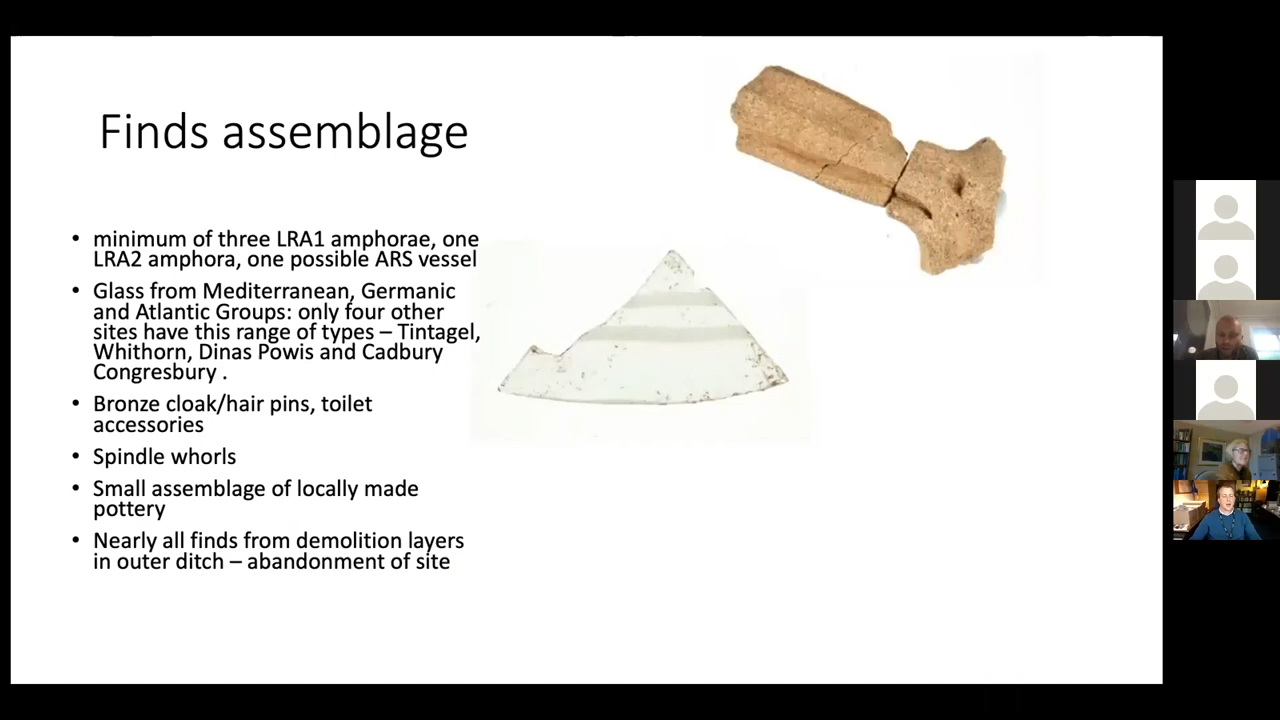 Finds assemblage
• minimum of three LRA1 amphorae, one
LRA2 amphora, one possible ARS vessel
• Glass from Mediterranean, Germanic
and Atlantic Groups: only four other
sites have this range of types – Tintagel,
Whithorn, Dinas Powis and Cadbury
Congresbury .
• Bronze cloak/hair pins, toilet
accessories
• Spindle whorls
• Small assemblage of locally made
pottery
• Nearly all finds from demolition layers
in outer ditch – abandonment of site